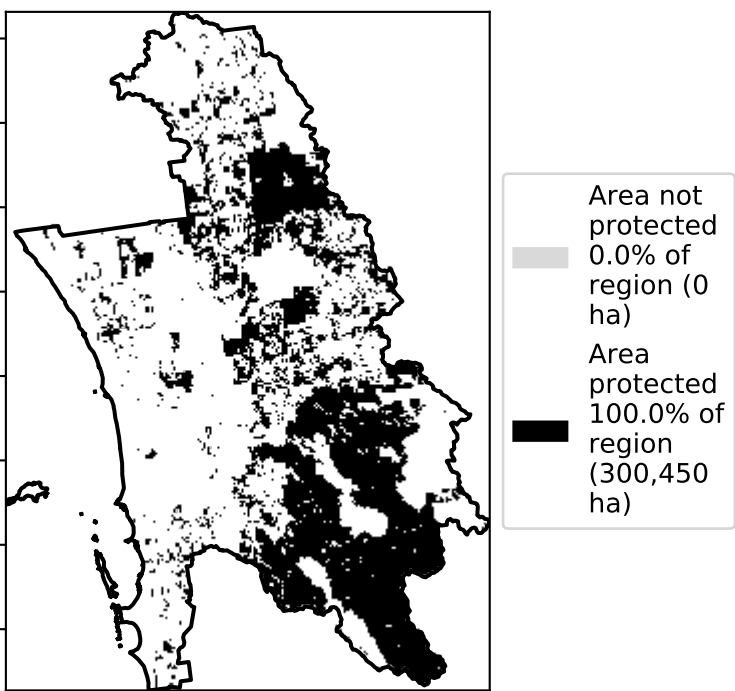 Area not
protected
0.0% of
region (0
ha)
Area
protected
100.0% of
region
(300,450
ha)